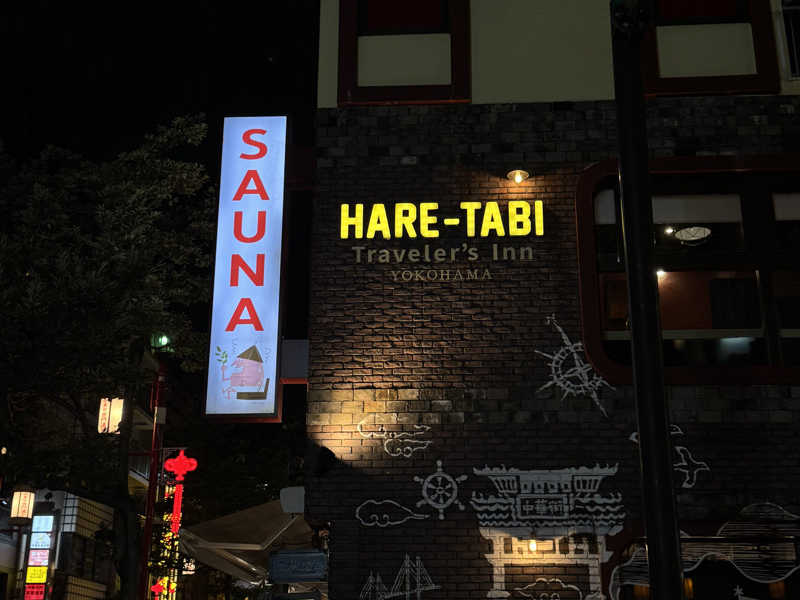 SAUNA
HARE-TABI
Traveler's Inn
YOKOHAMA
中華街